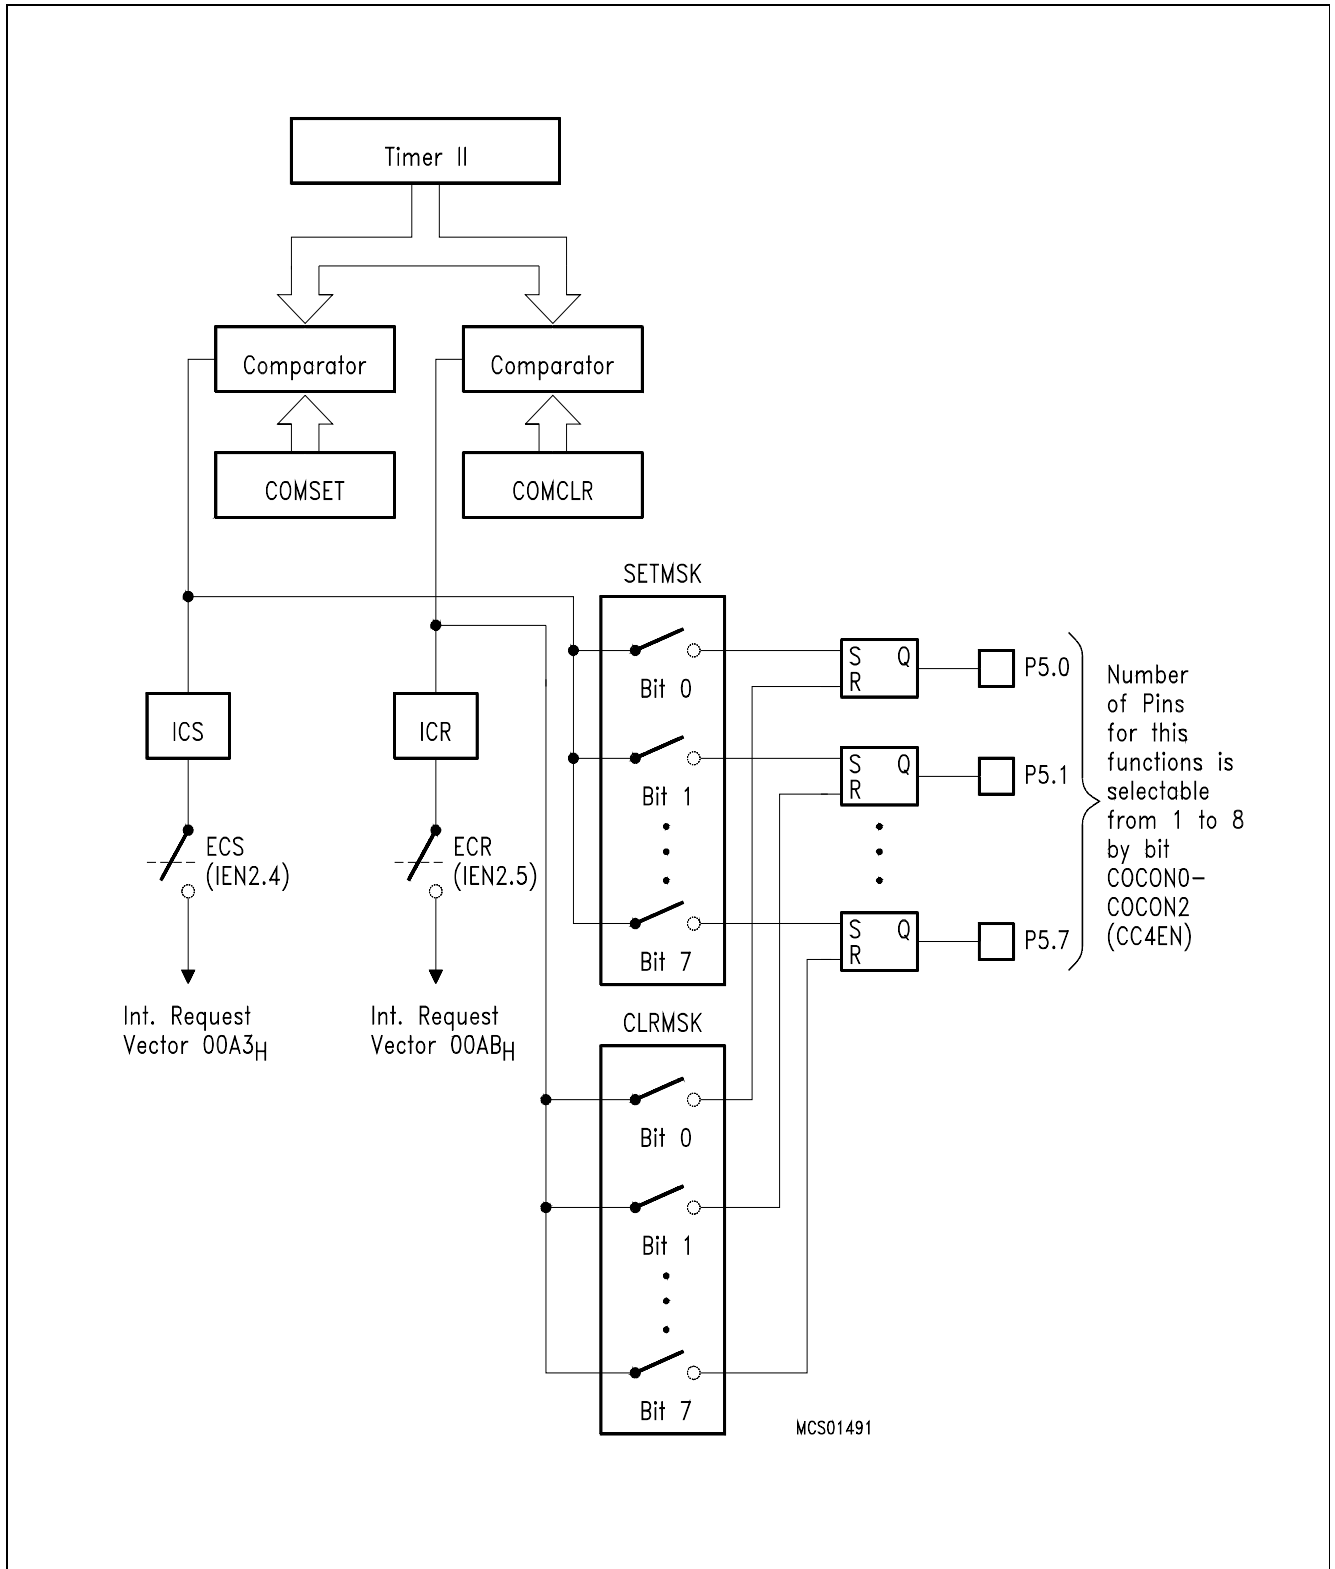 Timer II
Comparator
Comparator
COMSET
COMCLR
SETMSK
S Q
R
P5.0
Bit 0
Number
of Pins
for this
functions is
selectable
from 1 to 8
by bit
COCON0-
COCON2
(CC4EN)
ICS
ICR
S Q
R
P5.1
Bit 1
ECS
(IEN2.4)
ECR
(IEN2.5)
S Q
R
P5.7
Bit 7
Int. Request
Vector 00A3H
Int. Request
Vector 00ABH
CLRMSK
Bit 0
Bit 1
Bit 7
MCS01491